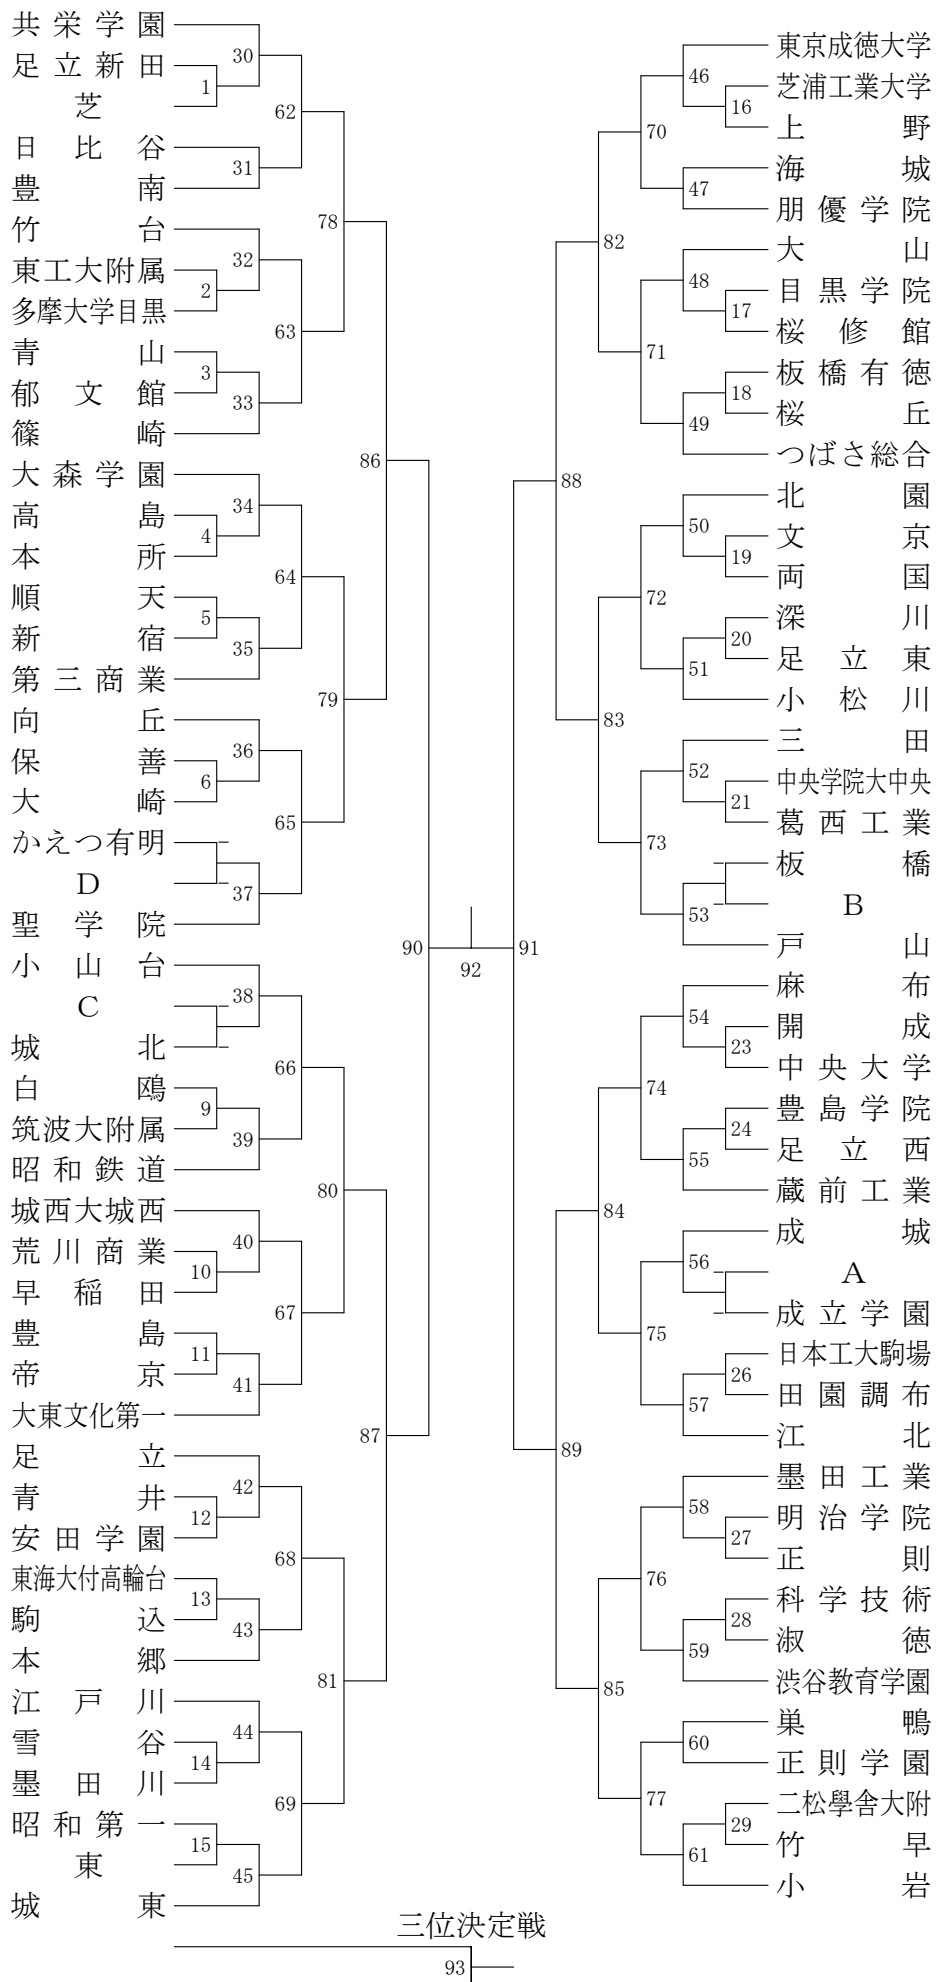 共栄学園
足立新田
芝
日比谷
豊南
竹台
東工大附属
多摩大学目黒
青山
郁文館
篠崎
大森学園
高島
本所
順天
新宿
第三商業
向丘
保善
大崎
かえつ有明
D
聖学院
小山台
C
城北
白鴎
筑波大附属
昭和鉄道
城西大城西
荒川商業
早稲田
豊島
帝京
大東文化第一
足立
青井
安田学園
東海大付高輪台
駒込
本郷
江戸川
雪谷
墨田川
昭和第一
東
城東
30
1
62
31
78
32
2
63
3
33
86
34
4
64
5
35
79
36
6
65
37
90
38
66
9
39
80
40
10
67
11
41
87
42
12
68
13
43
81
44
14
69
15
45
92
91
46
16
70
47
82
48
17
71
18
49
88
50
19
72
20
51
83
52
21
73
53
54
23
74
24
55
84
56
75
26
57
89
58
27
76
28
59
85
60
77
29
61
東京成徳大学
芝浦工業大学
上野
海城
朋優学院
大山
目黒学院
桜修館
板橋有徳
桜丘
つばさ総合
北園
文京
両国
深川
足立東
小松川
三田
中央学院大中央
葛西工業
板橋
B
戸山
麻布
開成
中央大学
豊島学院
足立西
蔵前工業
成城
A
成立学園
日本工大駒場
田園調布
江北
墨田工業
明治学院
正則
科学技術
淑徳
渋谷教育学園
巣鴨
正則学園
二松學舎大附
竹早
小岩
三位決定戦
93